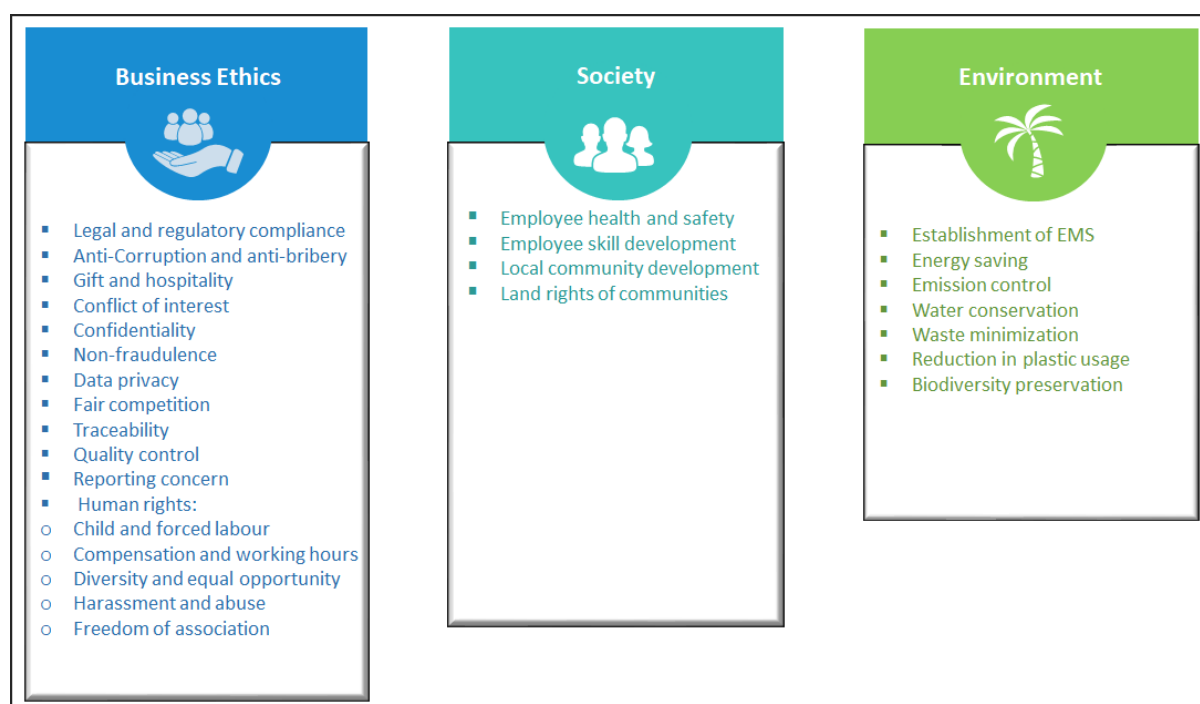 Business Ethics
Legal and regulatory compliance
Anti-Corruption and anti-bribery
Gift and hospitality
Conflict of interest
Confidentiality
Non-fraudulence
Data privacy
Fair competition
Traceability
Quality control
Reporting concern
Human rights:
Child and forced labour
Compensation and working hours
Diversity and equal opportunity
Harassment and abuse
Freedom of association
Society
Employee health and safety
Employee skill development
Local community development
Land rights of communities
Environment
Establishment of EMS
Energy saving
Emission control
Water conservation
Waste minimization
Reduction in plastic usage
Biodiversity preservation